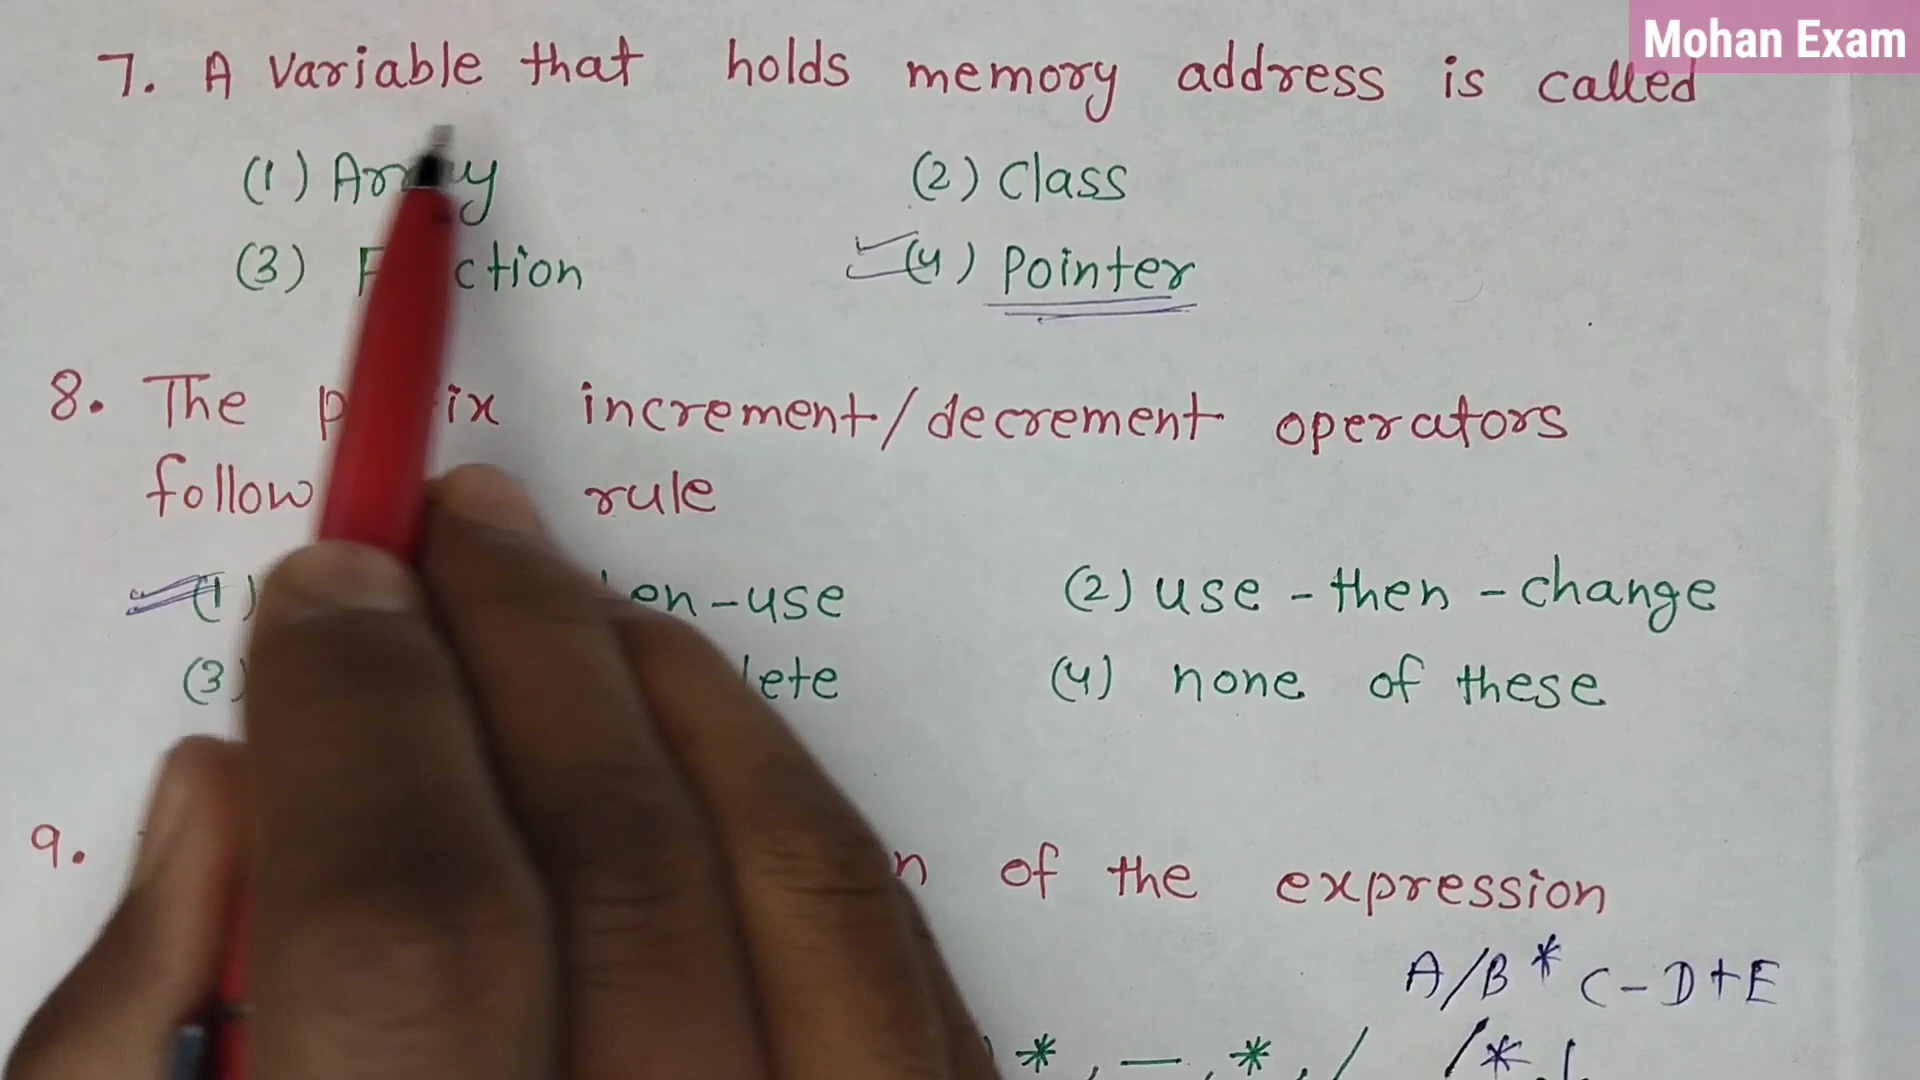 Mohan Exam
7. A variable that holds memory address is called
(1) Array (2) Class
(3) ction (4) Pointer
8. The ix increment/decrement operators
follow rule
(1) en-use (2) use-then-change
(3) ete (4) none of these
9. of the expression
A/B * C-D+E
*, —, *, / /*